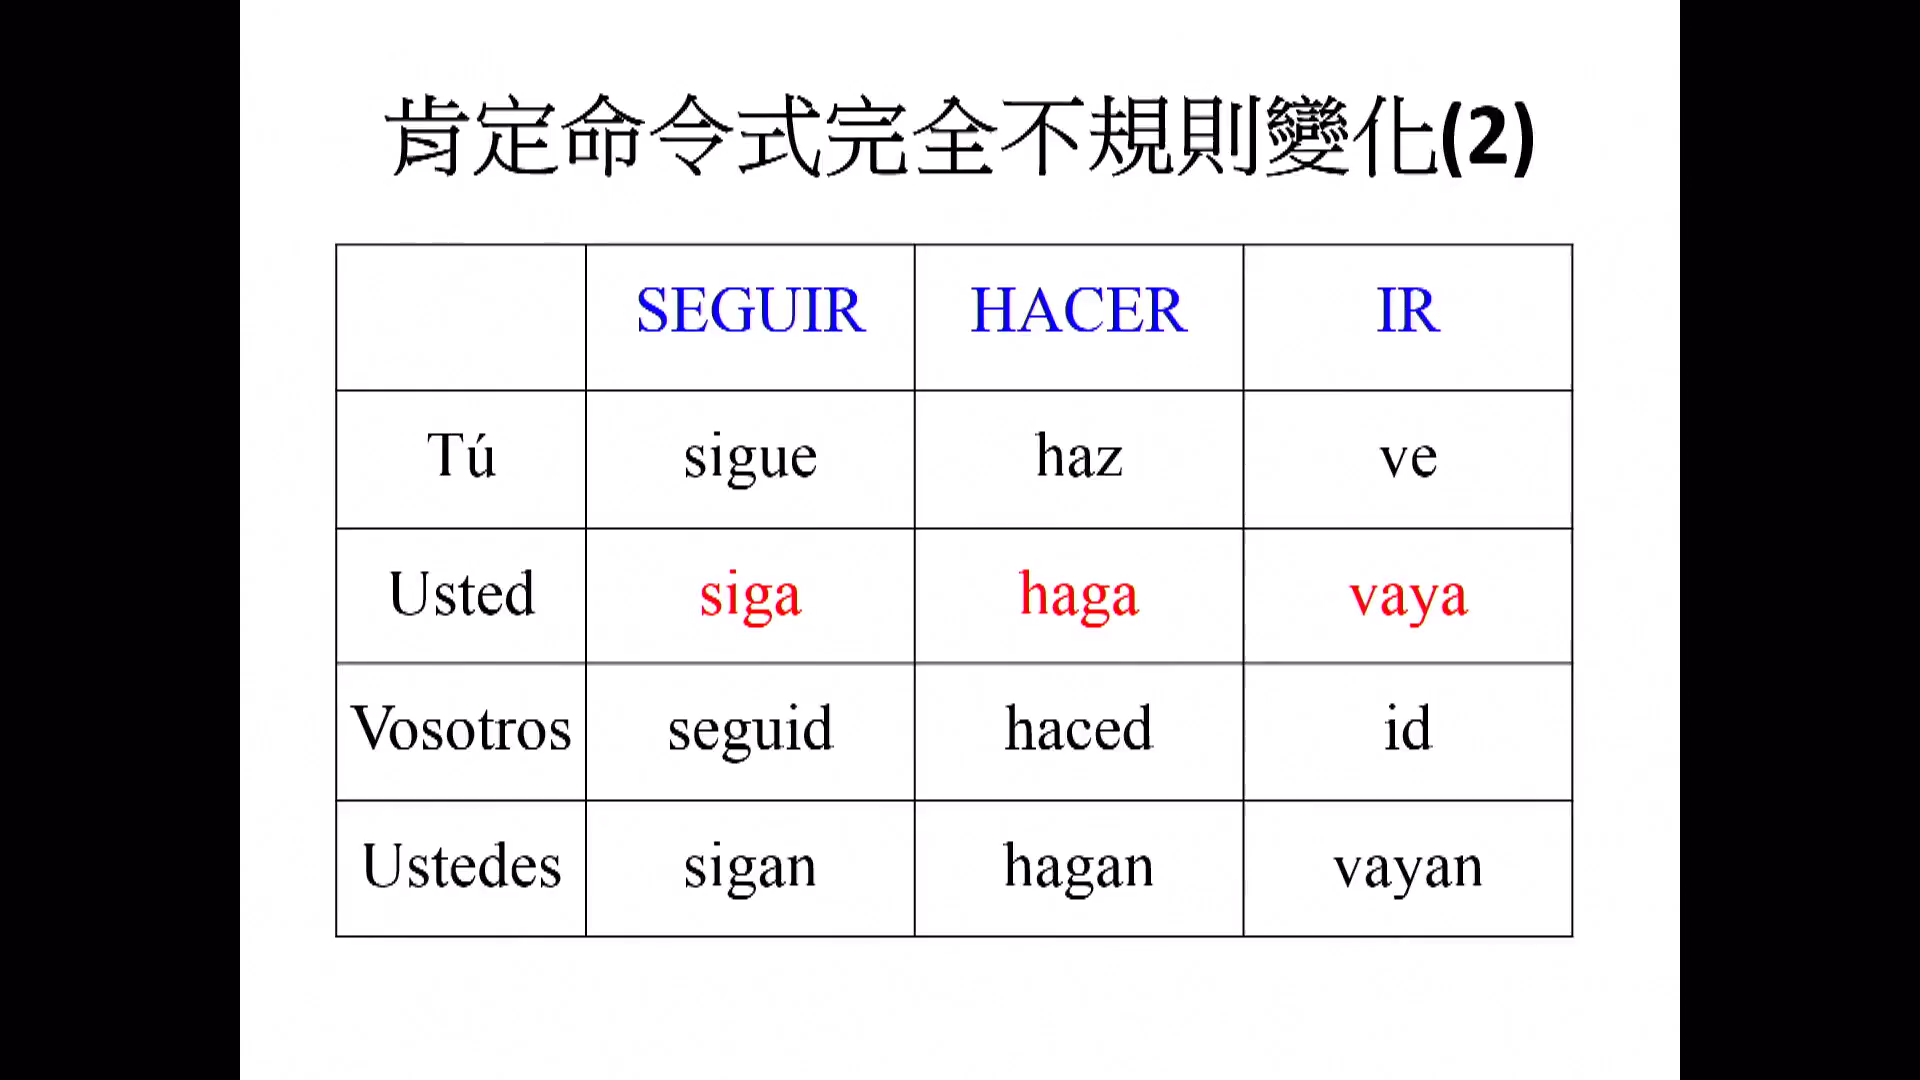 肯定命令式完全不規則變化(2)
SEGUIR HACER IR
Tú sigue haz ve
Usted siga haga vaya
Vosotros seguid haced id
Ustedes sigan hagan vayan